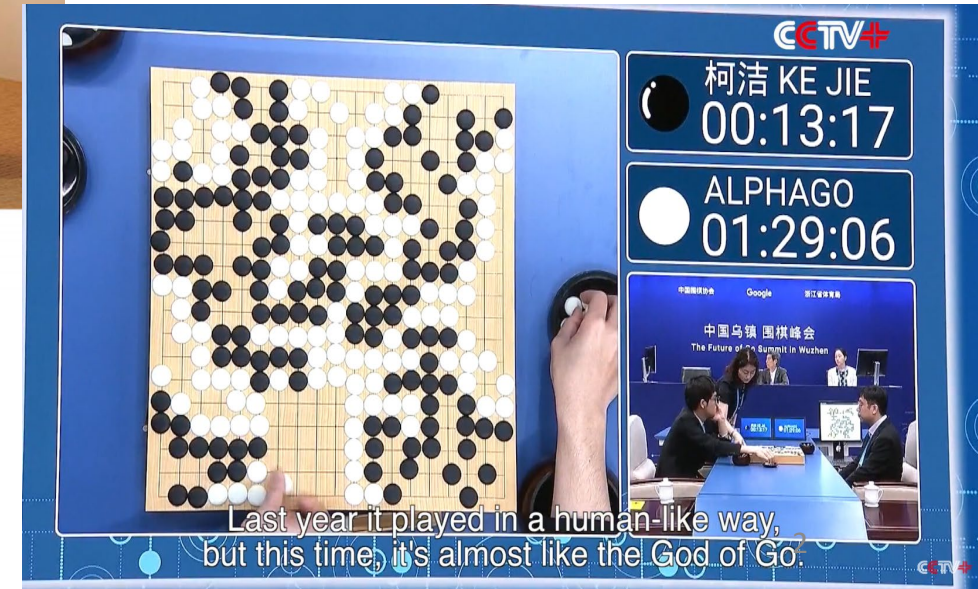 CCTV+
柯洁 KE JIE
00:13:17
ALPHAGO
01:29:06
中国围棋协会 Google 浙江省体育局
中国乌镇 围棋峰会
The Future of Go Summit in Wuzhen
Last year it played in a human-like way,
but this time, it's almost like the God of Go.
2
CCTV+